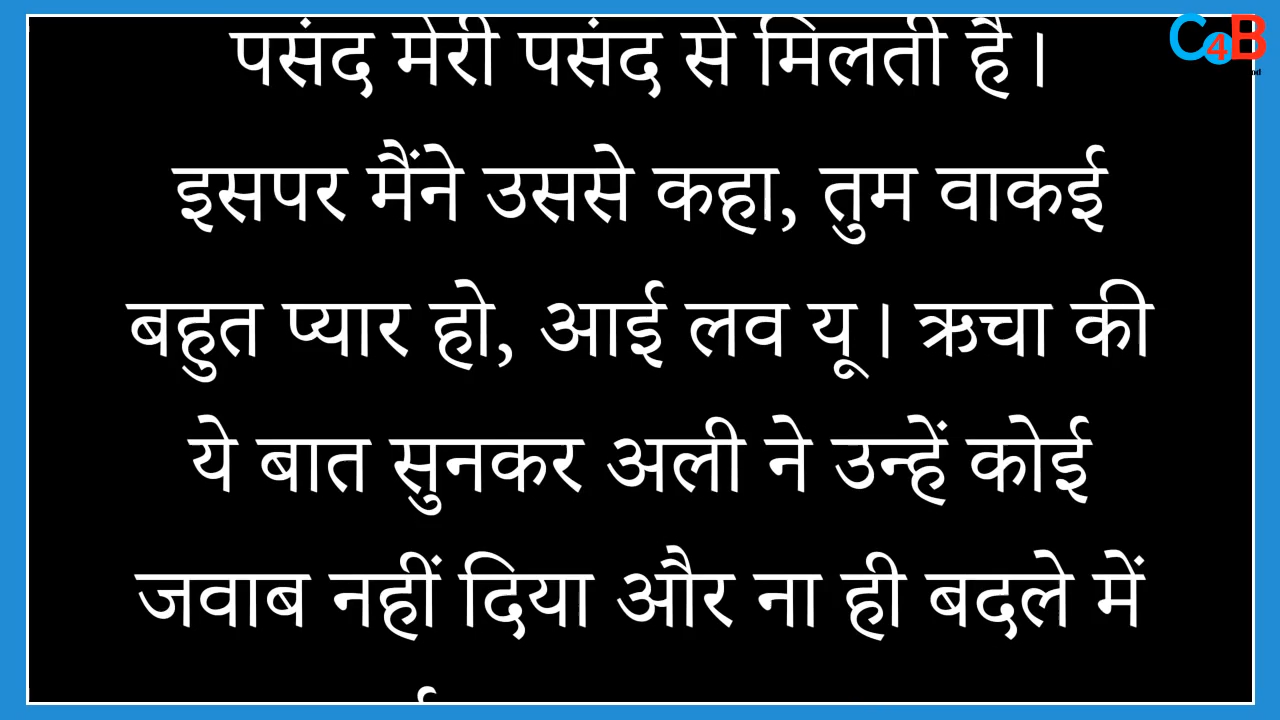 C4B
od
पसंद मेरी पसंद से मिलती है।
इसपर मैंने उससे कहा, तुम वाकई
बहुत प्यार हो, आई लव यू। ऋचा की
ये बात सुनकर अली ने उन्हें कोई
जवाब नहीं दिया और ना ही बदले में